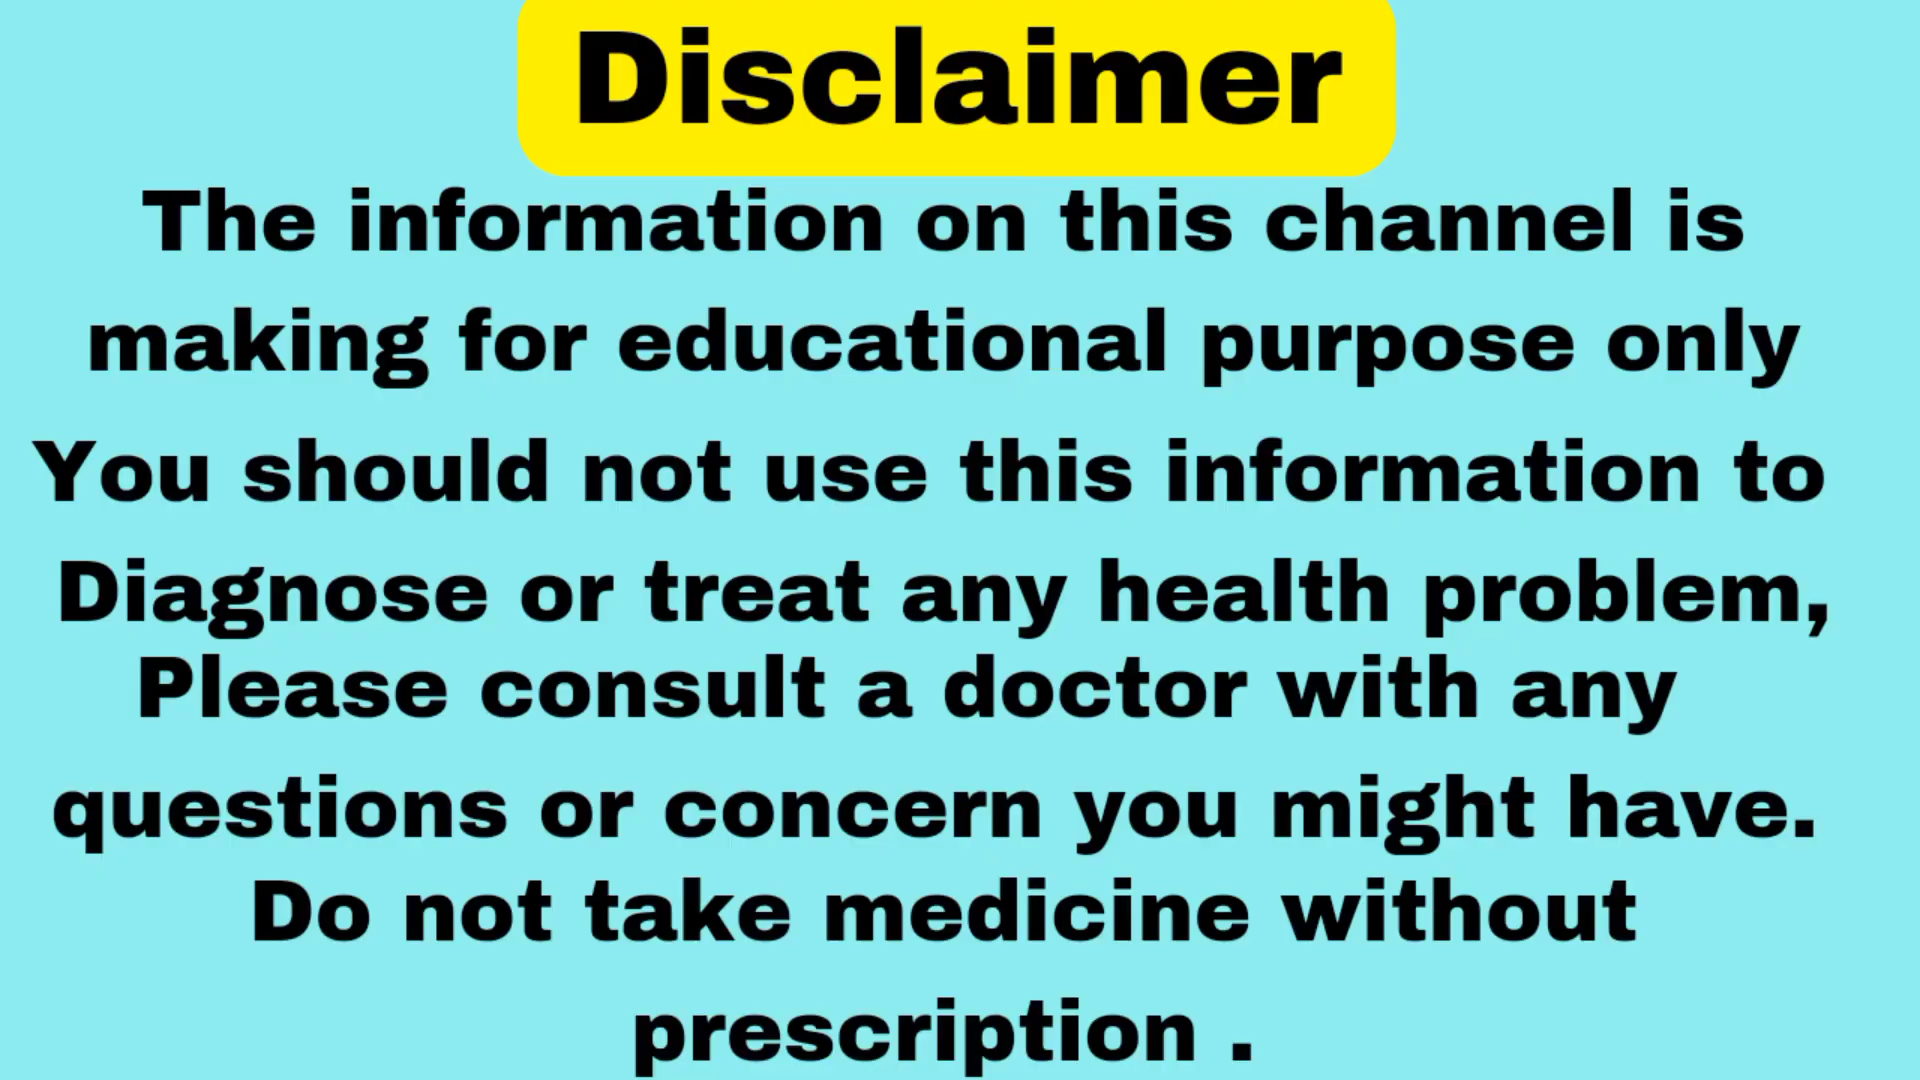 Disclaimer
The information on this channel is
making for educational purpose only
You should not use this information to
Diagnose or treat any health problem,
Please consult a doctor with any
questions or concern you might have.
Do not take medicine without
prescription .